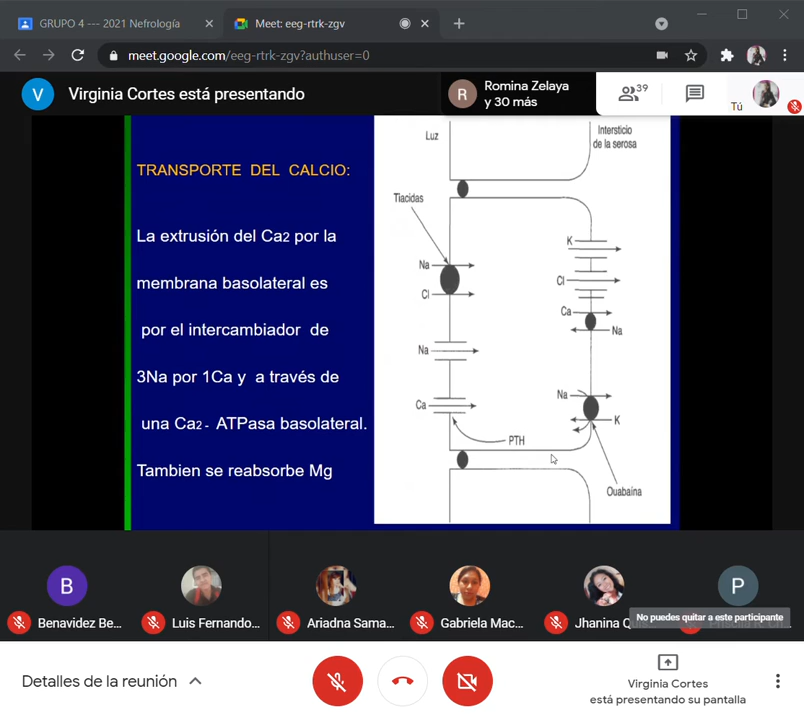 GRUPO 4 --- 2021 Nefrología
Meet: eeg-rtrk-zgv
meet.google.com/eeg-rtrk-zgv?authuser=0
V
Virginia Cortes está presentando
R
Romina Zelaya
y 30 más
39
Tú
TRANSPORTE DEL CALCIO:
La extrusión del Ca2 por la
membrana basolateral es
por el intercambiador de
3Na por 1Ca y a través de
una Ca2 - ATPasa basolateral.
Tambien se reabsorbe Mg
Luz
Intersticio
de la serosa
Tiacidas
K
Na
Cl
Cl
Ca
Na
Na
Na
Ca
K
PTH
Ouabaína
B
P
Benavidez Be...
Luis Fernando...
Ariadna Sama...
Gabriela Mac...
Jhanina Q
No puedes quitar a este participante
Detalles de la reunión
Virginia Cortes
está presentando su pantalla